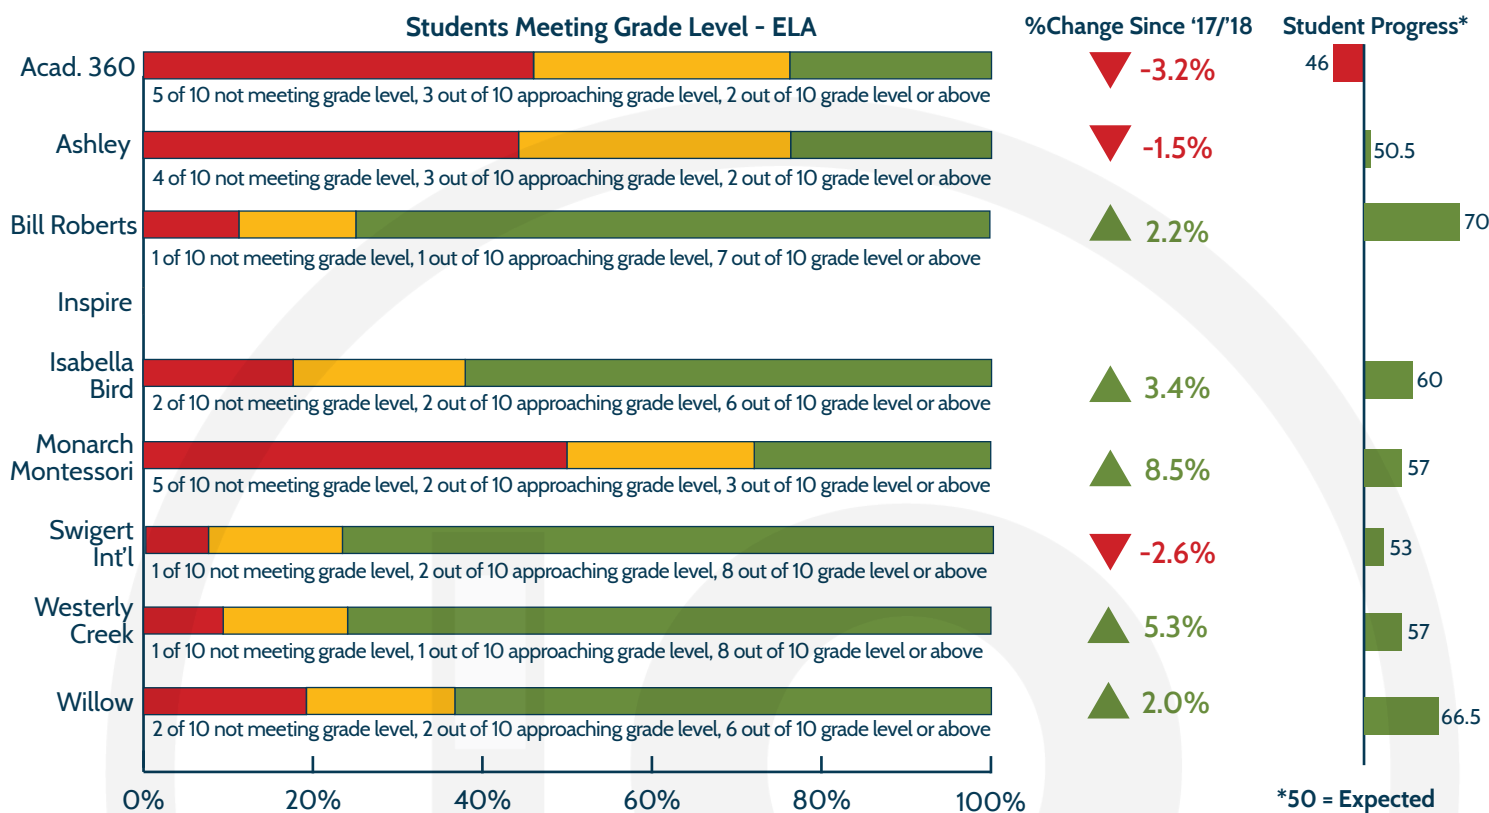 Students Meeting Grade Level - ELA
%Change Since ‘17/’18
Student Progress*
Acad. 360
-3.2%
46
5 of 10 not meeting grade level, 3 out of 10 approaching grade level, 2 out of 10 grade level or above
Ashley
-1.5%
50.5
4 of 10 not meeting grade level, 3 out of 10 approaching grade level, 2 out of 10 grade level or above
Bill Roberts
2.2%
70
1 of 10 not meeting grade level, 1 out of 10 approaching grade level, 7 out of 10 grade level or above
Inspire
Isabella
Bird
3.4%
60
2 of 10 not meeting grade level, 2 out of 10 approaching grade level, 6 out of 10 grade level or above
Monarch
Montessori
8.5%
57
5 of 10 not meeting grade level, 2 out of 10 approaching grade level, 3 out of 10 grade level or above
Swigert
Int'l
-2.6%
53
1 of 10 not meeting grade level, 2 out of 10 approaching grade level, 8 out of 10 grade level or above
Westerly
Creek
5.3%
57
1 of 10 not meeting grade level, 1 out of 10 approaching grade level, 8 out of 10 grade level or above
Willow
2.0%
66.5
2 of 10 not meeting grade level, 2 out of 10 approaching grade level, 6 out of 10 grade level or above
0%
20%
40%
60%
80%
100%
*50 = Expected